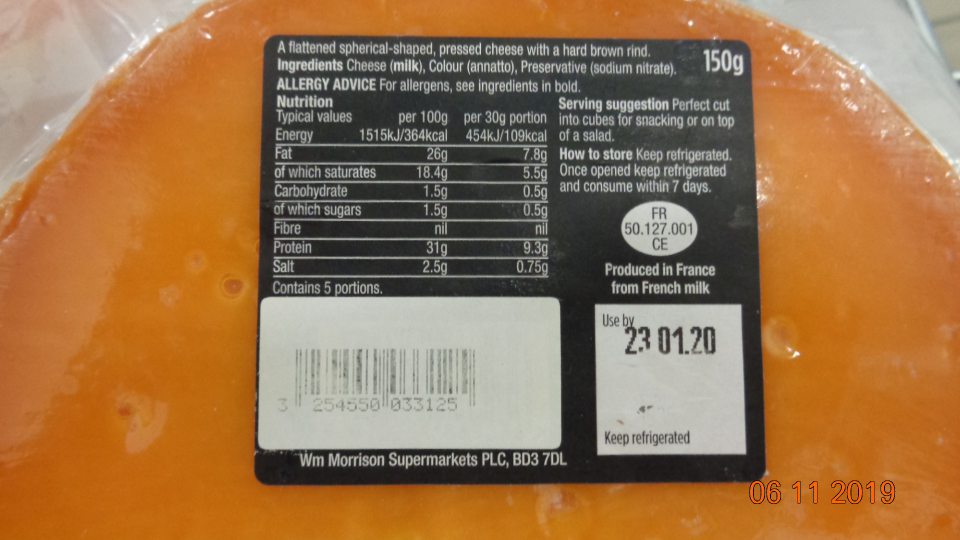 A flattened spherical-shaped, pressed cheese with a hard brown rind.
Ingredients Cheese (milk), Colour (annatto), Preservative (sodium nitrate).
150g
ALLERGY ADVICE For allergens, see ingredients in bold.
Nutrition
Typical values per 100g per 30g portion
Energy 1515kJ/364kcal 454kJ/109kcal
Fat 26g 7.8g
of which saturates 18.4g 5.5g
Carbohydrate 1.5g 0.5g
of which sugars 1.5g 0.5g
Fibre nil nil
Protein 31g 9.3g
Salt 2.5g 0.75g
Contains 5 portions.
Serving suggestion Perfect cut
into cubes for snacking or on top
of a salad.
How to store Keep refrigerated.
Once opened keep refrigerated
and consume within 7 days.
FR
50.127.001
CE
Produced in France
from French milk
Use by
23 01.20
Keep refrigerated
3 254550 033125
Wm Morrison Supermarkets PLC, BD3 7DL
06 11 2019